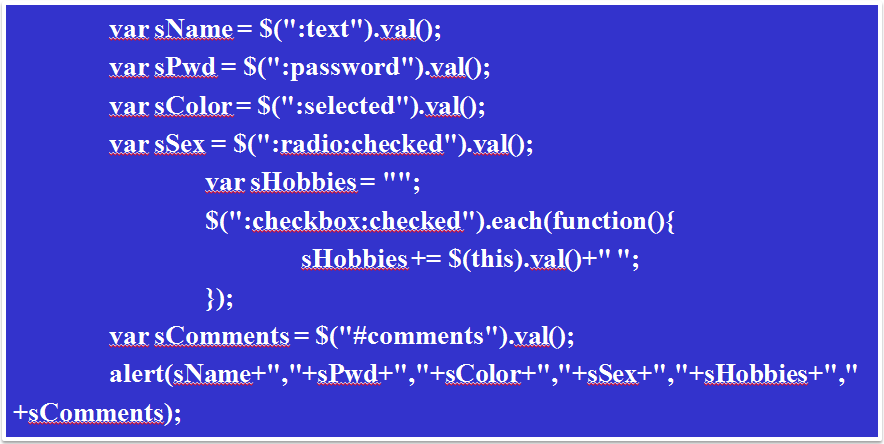 var sName = $(":text").val();
var sPwd = $(":password").val();
var sColor = $(":selected").val();
var sSex = $(":radio:checked").val();
var sHobbies = "";
$(":checkbox:checked").each(function(){
sHobbies += $(this).val()+" ";
});
var sComments = $("#comments").val();
alert(sName+","+sPwd+","+sColor+","+sSex+","+sHobbies+","
+sComments);